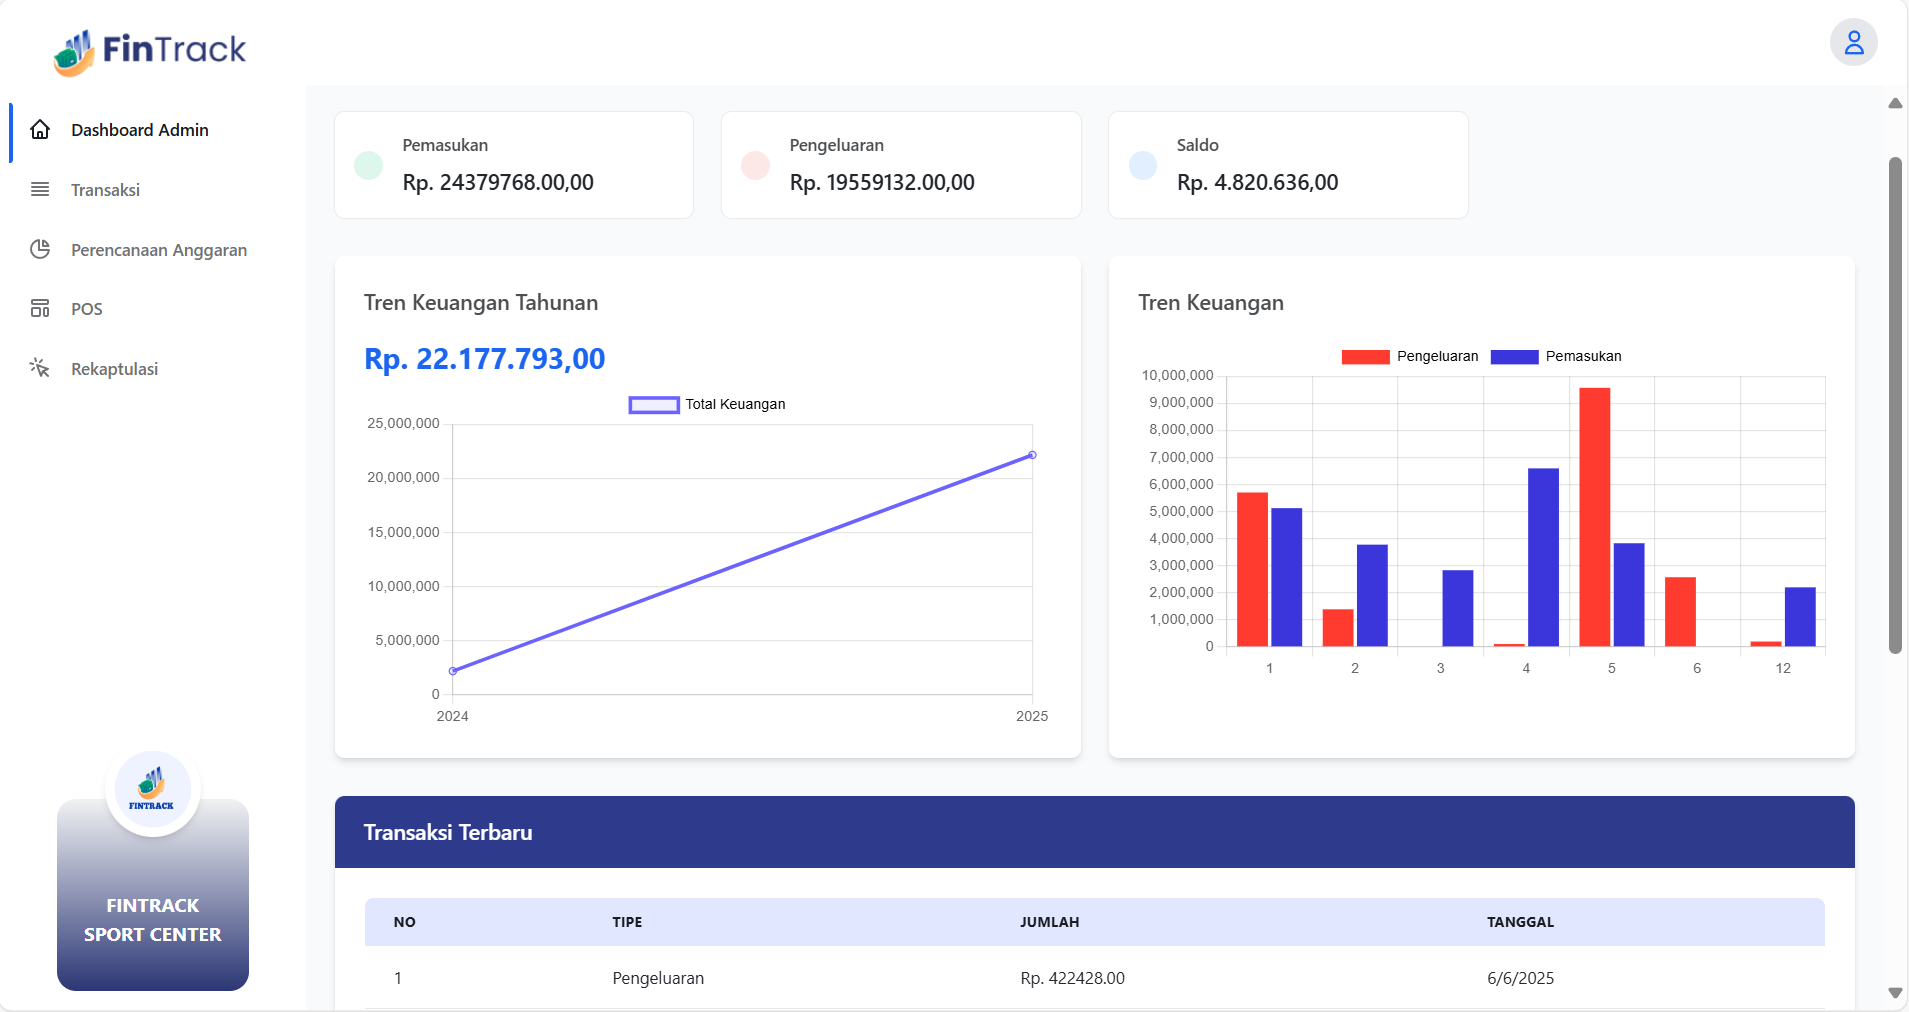 FinTrack
Dashboard Admin
Transaksi
Perencanaan Anggaran
POS
Rekaptulasi
FINTRACK
FINTRACK
SPORT CENTER
Pemasukan
Rp. 24379768.00,00
Pengeluaran
Rp. 19559132.00,00
Saldo
Rp. 4.820.636,00
Tren Keuangan Tahunan
Rp. 22.177.793,00
Total Keuangan
25,000,000
20,000,000
15,000,000
10,000,000
5,000,000
0
2024 2025
Tren Keuangan
Pengeluaran Pemasukan
10,000,000
9,000,000
8,000,000
7,000,000
6,000,000
5,000,000
4,000,000
3,000,000
2,000,000
1,000,000
0
1 2 3 4 5 6 12
Transaksi Terbaru
NO TIPE JUMLAH TANGGAL
1 Pengeluaran Rp. 422428.00 6/6/2025